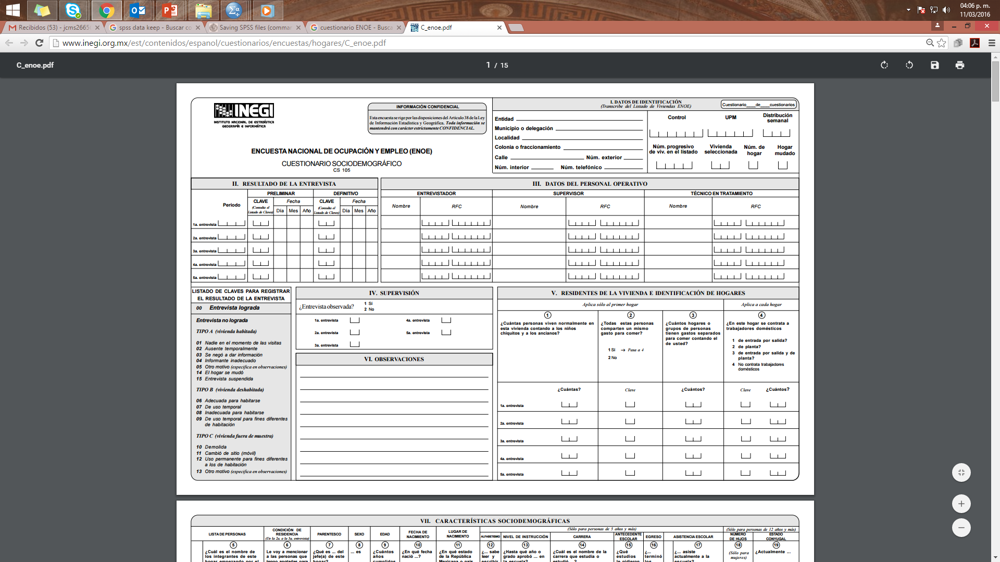 04:06 p. m.
11/03/2016
Recibidos (53) - jcms2665
spss data keep - Buscar co
Saving SPSS files (comman
cuestionario ENOE - Busca
C_enoe.pdf
www.inegi.org.mx/est/contenidos/espanol/cuestionarios/encuestas/hogares/C_enoe.pdf
C_enoe.pdf
1 / 15
INEGI
INSTITUTO NACIONAL DE ESTADÍSTICA
GEOGRAFÍA E INFORMÁTICA
INFORMACIÓN CONFIDENCIAL
Esta encuesta se rige por las disposiciones del Artículo 38 de la Ley
de Información Estadística y Geográfica. Toda información se
mantendrá con carácter estrictamente CONFIDENCIAL.
ENCUESTA NACIONAL DE OCUPACIÓN Y EMPLEO (ENOE)
CUESTIONARIO SOCIODEMOGRÁFICO
CS 105
I. DATOS DE IDENTIFICACIÓN
(Transcribe del Listado de Viviendas ENOE)
Cuestionario____de____cuestionarios
Entidad
Municipio o delegación
Localidad
Colonia o fraccionamiento
Calle Núm. exterior
Núm. interior Núm. telefónico
Control UPM Distribución
semanal
Núm. progresivo
de viv. en el listado
Vivienda
seleccionada
Núm. de
hogar
Hogar
mudado
II. RESULTADO DE LA ENTREVISTA
PRELIMINAR DEFINITIVO
Periodo
CLAVE
(Consulta el
Listado de Claves)
Fecha
Día Mes Año
CLAVE
(Consulta el
Listado de Claves)
Fecha
Día Mes Año
1a. entrevista
2a. entrevista
3a. entrevista
4a. entrevista
5a. entrevista
III. DATOS DEL PERSONAL OPERATIVO
ENTREVISTADOR SUPERVISOR TÉCNICO EN TRATAMIENTO
Nombre RFC Nombre RFC Nombre RFC
LISTADO DE CLAVES PARA REGISTRAR
EL RESULTADO DE LA ENTREVISTA
00 Entrevista lograda
Entrevista no lograda
TIPO A (vivienda habitada)
01 Nadie en el momento de las visitas
02 Ausente temporalmente
03 Se negó a dar información
04 Informante inadecuado
05 Otro motivo (especifica en observaciones)
14 El hogar se mudó
15 Entrevista suspendida
TIPO B (vivienda deshabitada)
06 Adecuada para habitarse
07 De uso temporal
08 Inadecuada para habitarse
09 De uso temporal para fines diferentes
de habitación
TIPO C (vivienda fuera de muestra)
10 Demolida
11 Cambió de sitio (móvil)
12 Uso permanente para fines diferentes
a los de habitación
13 Otro motivo (especifica en observaciones)
IV. SUPERVISIÓN
¿Entrevista observada?
1 Sí
2 No
1a. entrevista 4a. entrevista
2a. entrevista 5a. entrevista
3a. entrevista
VI. OBSERVACIONES
V. RESIDENTES DE LA VIVIENDA E IDENTIFICACIÓN DE HOGARES
Aplica sólo al primer hogar Aplica a cada hogar
1
¿Cuántas personas viven normalmente en
esta vivienda contando a los niños
chiquitos y a los ancianos?
2
¿Todas estas personas
comparten un mismo
gasto para comer?
1 Sí → Pasa a 4
2 No
3
¿Cuántos hogares o
grupos de personas
tienen gastos separados
para comer contando el
de usted?
4
¿En este hogar se contrata a
trabajadores domésticos
1 de entrada por salida?
2 de planta?
3 de entrada por salida y de
planta?
4 No contrata trabajadores
domésticos
¿Cuántas? Clave ¿Cuántos? Clave ¿Cuántos?
1a. entrevista
2a. entrevista
3a. entrevista
4a. entrevista
5a. entrevista
VII. CARACTERÍSTICAS SOCIODEMOGRÁFICAS
(Sólo para personas de 5 años y más) (Sólo para personas de 12 años y más)
LISTA DE PERSONAS
5
¿Cuál es el nombre de
los integrantes de este
hogar empezando por el
CONDICIÓN DE
RESIDENCIA
(De la 2a. a la 5a. entrevista)
6
Le voy a mencionar
a las personas que
tengo anotadas para
PARENTESCO
7
¿Qué es ... del
jefe(a) de este
hogar?
SEXO
8
... es
EDAD
9
¿Cuántos
años
cumplidos
FECHA DE
NACIMIENTO
10
¿En qué fecha
nació ...?
LUGAR DE
NACIMIENTO
11
¿En qué estado
de la República
Mexicana o país
ALFABETISMO
12
¿... sabe
leer y
escribir
NIVEL DE INSTRUCCIÓN
13
¿Hasta qué año o
grado aprobó ... en
la escuela?
CARRERA
14
¿Cuál es el nombre de la
carrera que estudia o
estudió ...?
ANTECEDENTE
ESCOLAR
15
¿Qué
estudios
le pidieron
EGRESO
16
¿...
terminó
los
ASISTENCIA ESCOLAR
17
¿... asiste
actualmente a la
escuela?
NÚMERO
DE HIJOS
18
(Sólo para
mujeres)
ESTADO
CONYUGAL
19
¿Actualmente ...